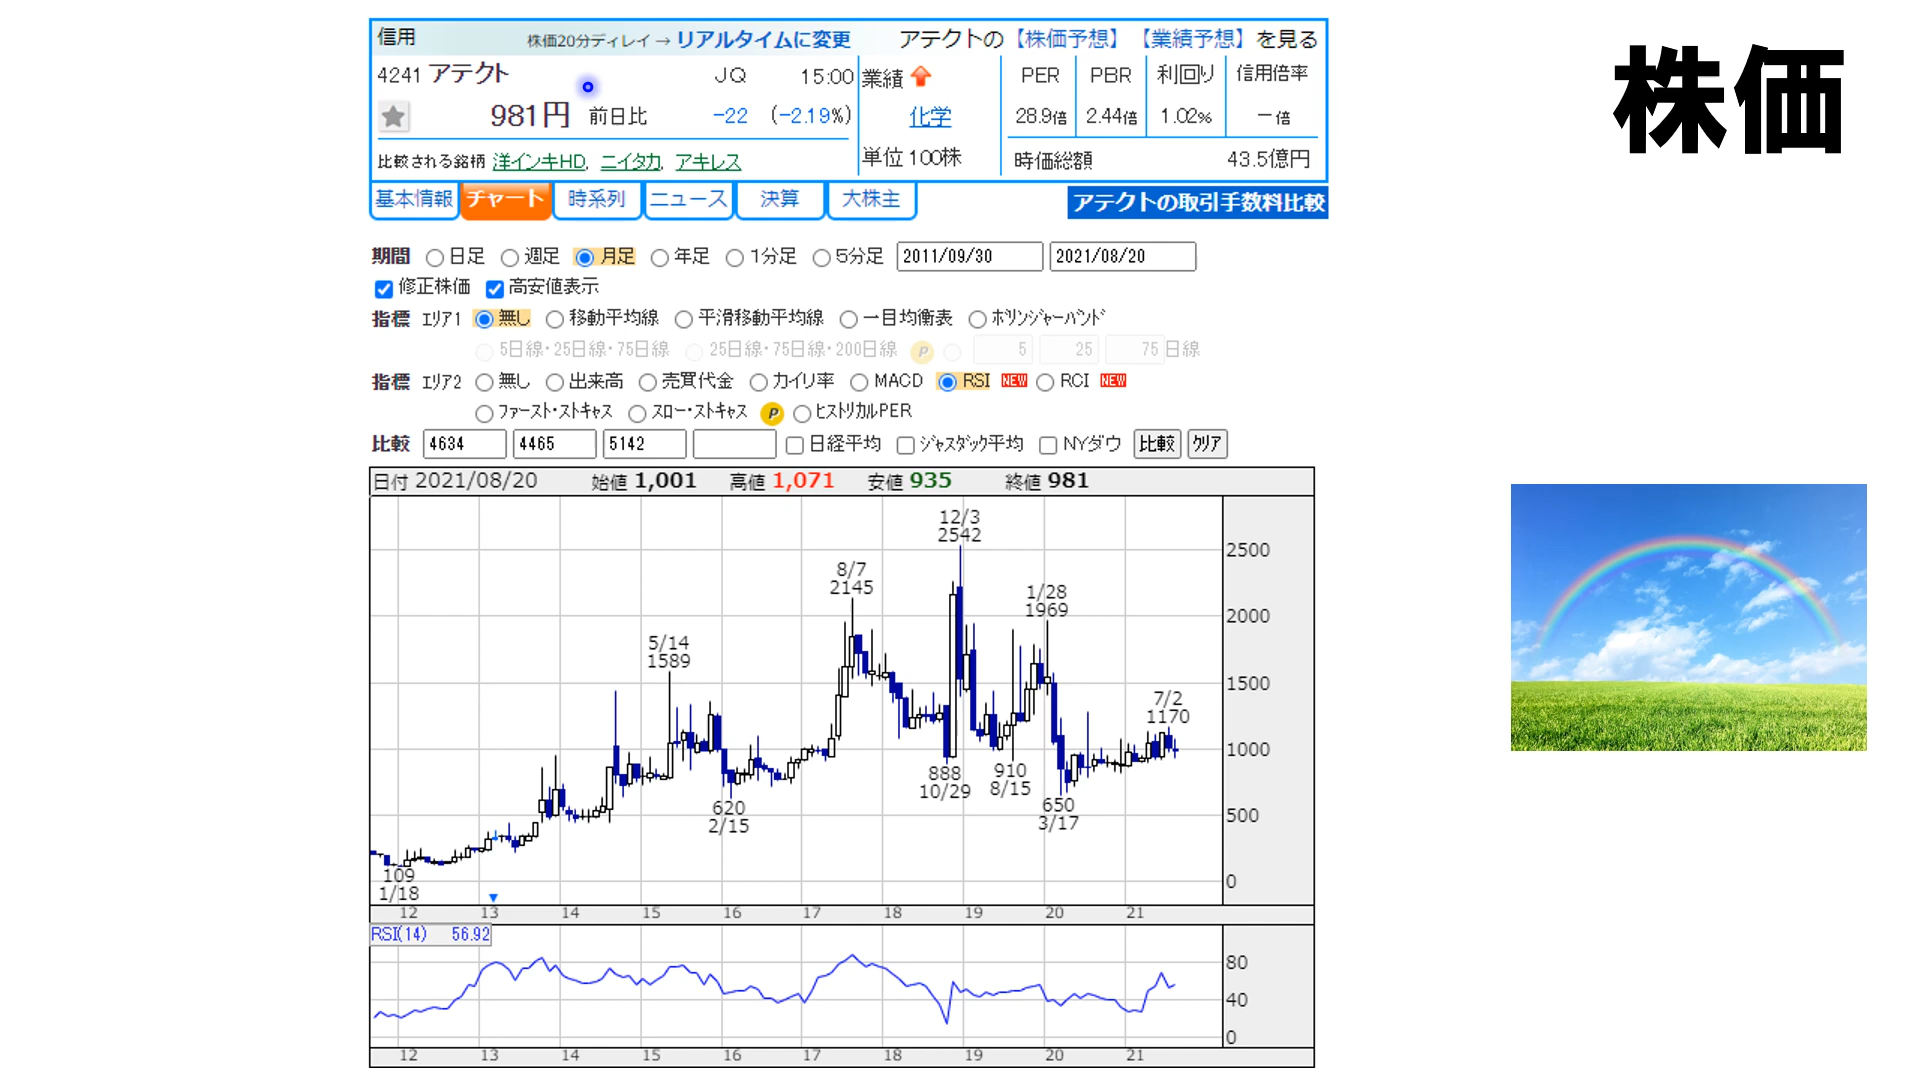 株価
信用 株価20分ディレイ → リアルタイムに変更 アテクトの【株価予想】【業績予想】を見る
4241 アテクト JQ 15:00 業績 PER PBR 利回り 信用倍率
981円 前日比 -22 (-2.19%) 化学 28.9倍 2.44倍 1.02% -倍
比較される銘柄 洋インキHD, ニイタカ, アキレス 単位 100株 時価総額 43.5億円
基本情報 チャート 時系列 ニュース 決算 大株主 アテクトの取引手数料比較
期間 日足 週足 月足 年足 1分足 5分足 2011/09/30 2021/08/20
修正株価 高安値表示
指標 エリア1 無し 移動平均線 平滑移動平均線 一目均衡表 ボリンジャーバンド
5日線・25日線・75日線 25日線・75日線・200日線 P 5 25 75 日線
指標 エリア2 無し 出来高 売買代金 カイリ率 MACD RSI NEW RCI NEW
ファースト・ストキャス スロー・ストキャス P ヒストリカルPER
比較 4634 4465 5142 日経平均 ジャスダック平均 NYダウ 比較 クリア
日付 2021/08/20 始値 1,001 高値 1,071 安値 935 終値 981
12/3
2542
2500
8/7
2145
1/28
1969
2000
5/14
1589
1500
7/2
1170
1000
888
10/29
910
8/15
620
2/15
650
3/17
500
109
1/18
0
12 13 14 15 16 17 18 19 20 21
RSI(14) 56.92
80
40
0
12 13 14 15 16 17 18 19 20 21